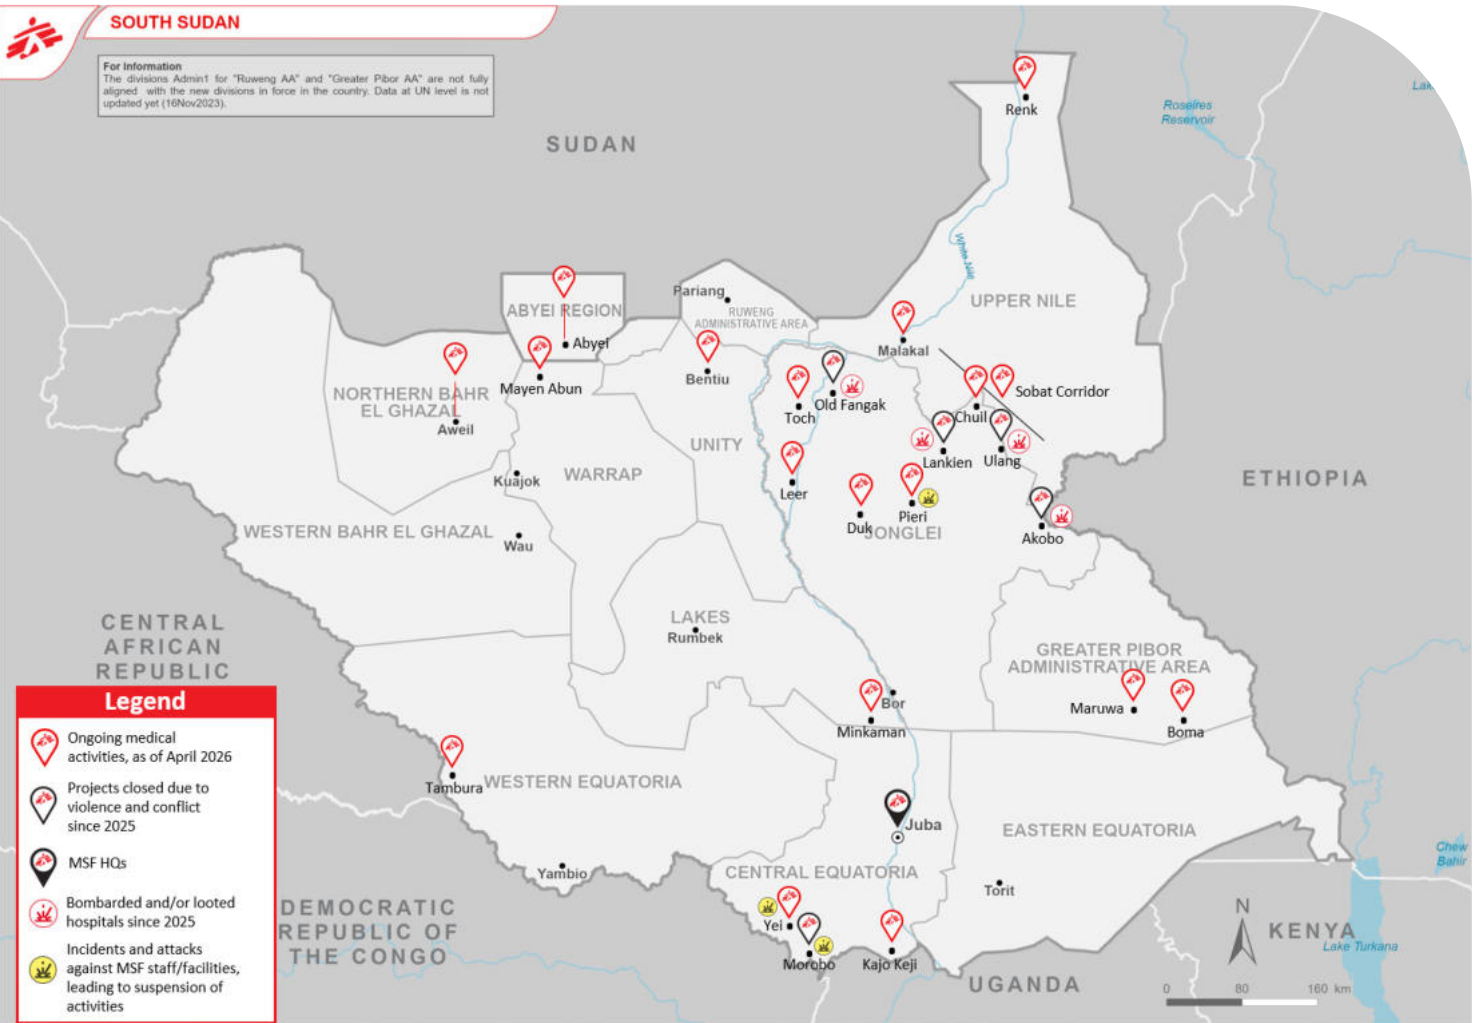 SOUTH SUDAN
For Information
The divisions Admin1 for "Ruweng AA" and "Greater Pibor AA" are not fully
aligned with the new divisions in force in the country. Data at UN level is not
updated yet (16Nov2023).
SUDAN
Renk
Roseires
Reservoir
White Nile
UPPER NILE
Pariang
RUWENG
ADMINISTRATIVE AREA
ABYEI REGION
Abyei
Malakal
Bentiu
Mayen Abun
NORTHERN BAHR
EL GHAZAL
Aweil
Sobat Corridor
Toch
Old Fangak
Chuil
UNITY
Lankien
Ulang
WARRAP
Kuajok
Leer
Duk
Pieri
JONGLEI
Akobo
ETHIOPIA
WESTERN BAHR EL GHAZAL
Wau
CENTRAL
AFRICAN
REPUBLIC
LAKES
Rumbek
GREATER PIBOR
ADMINISTRATIVE AREA
Maruwa
Boma
Bor
Minkaman
Tambura
WESTERN EQUATORIA
Juba
EASTERN EQUATORIA
CENTRAL EQUATORIA
Yambio
Torit
Yei
Morobo
Kajo Keji
DEMOCRATIC
REPUBLIC OF
THE CONGO
UGANDA
KENYA
Lake Turkana
Chew
Bahir
N
0 80 160 km
Legend
Ongoing medical
activities, as of April 2026
Projects closed due to
violence and conflict
since 2025
MSF HQs
Bombarded and/or looted
hospitals since 2025
Incidents and attacks
against MSF staff/facilities,
leading to suspension of
activities